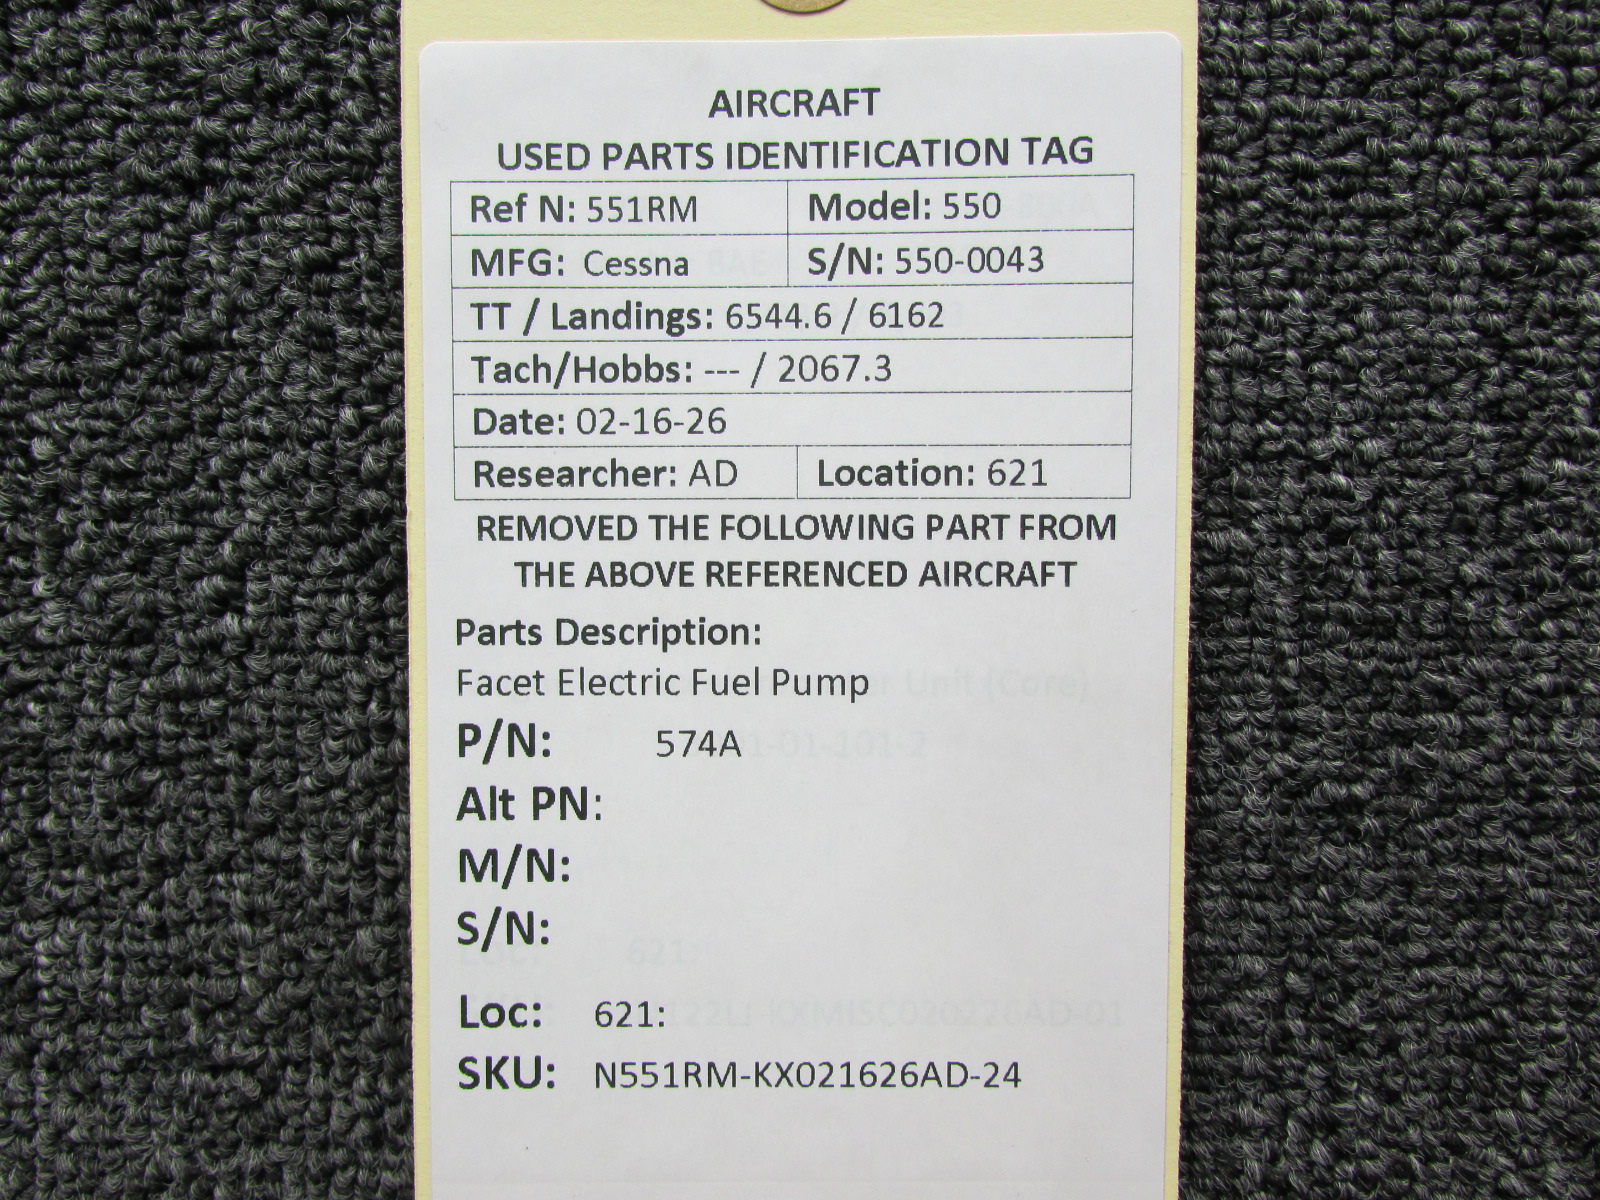 AIRCRAFT
USED PARTS IDENTIFICATION TAG
Ref N: 551RM Model: 550
MFG: Cessna S/N: 550-0043
TT / Landings: 6544.6 / 6162
Tach/Hobbs: --- / 2067.3
Date: 02-16-26
Researcher: AD Location: 621
REMOVED THE FOLLOWING PART FROM
THE ABOVE REFERENCED AIRCRAFT
Parts Description:
Facet Electric Fuel Pump
P/N: 574A
Alt PN:
M/N:
S/N:
Loc: 621:
SKU: N551RM-KX021626AD-24